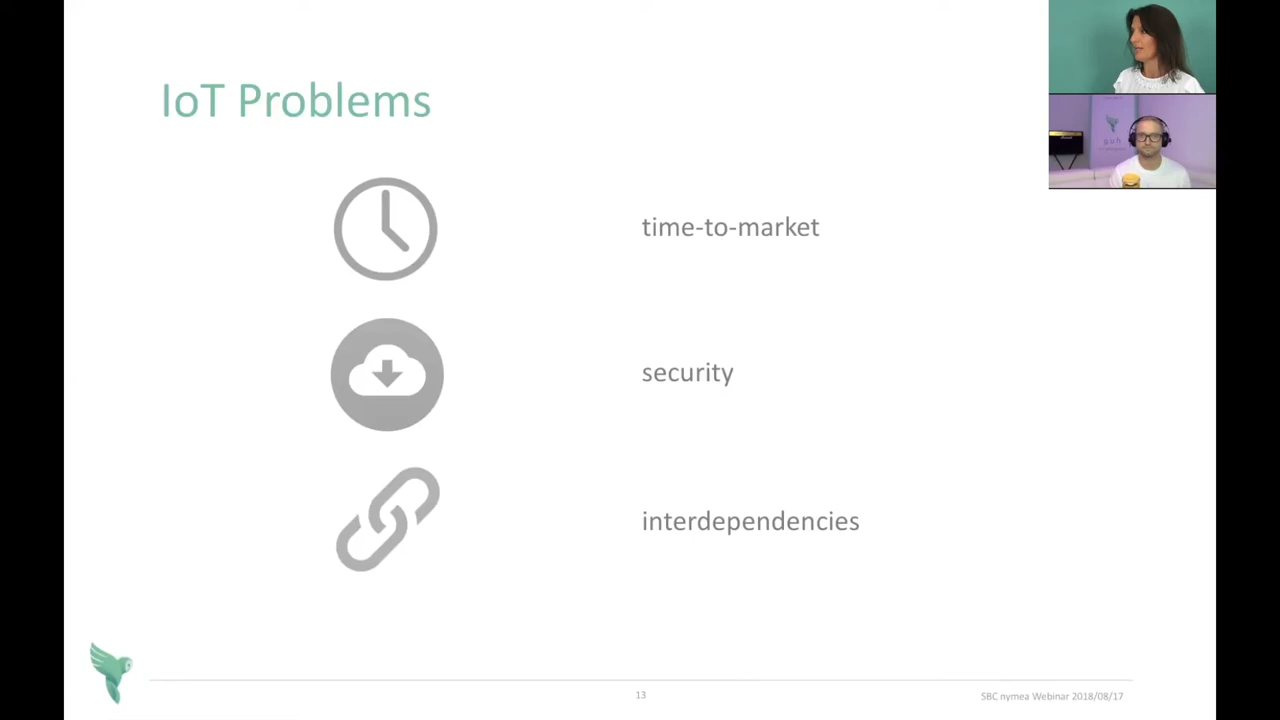 IoT Problems
time-to-market
security
interdependencies
13
SBC nymea Webinar 2018/08/17